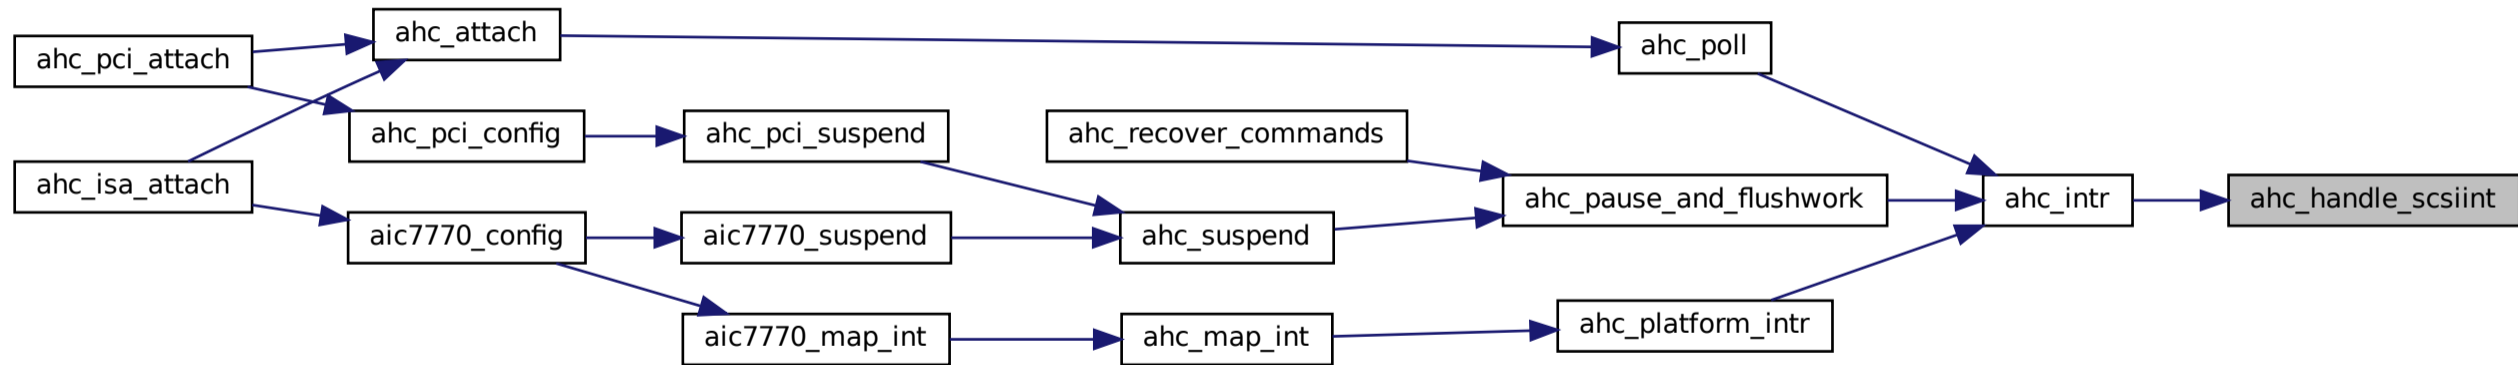 ahc_attach
ahc_poll
ahc_pci_attach
ahc_pci_config
ahc_pci_suspend
ahc_recover_commands
ahc_isa_attach
ahc_pause_and_flushwork
ahc_intr
ahc_handle_scsiint
aic7770_config
aic7770_suspend
ahc_suspend
aic7770_map_int
ahc_map_int
ahc_platform_intr